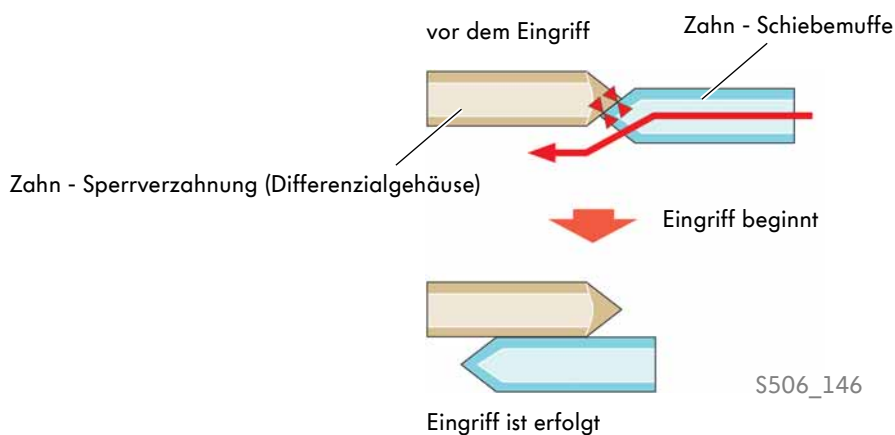 vor dem Eingriff
Zahn - Schiebemuffe
Zahn - Sperrverzahnung (Differenzialgehäuse)
Eingriff beginnt
S506_146
Eingriff ist erfolgt